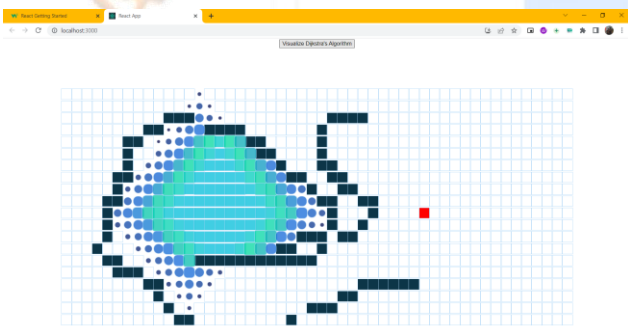 React Getting Started
React App
localhost:3000
Visualize Dijkstra's Algorithm